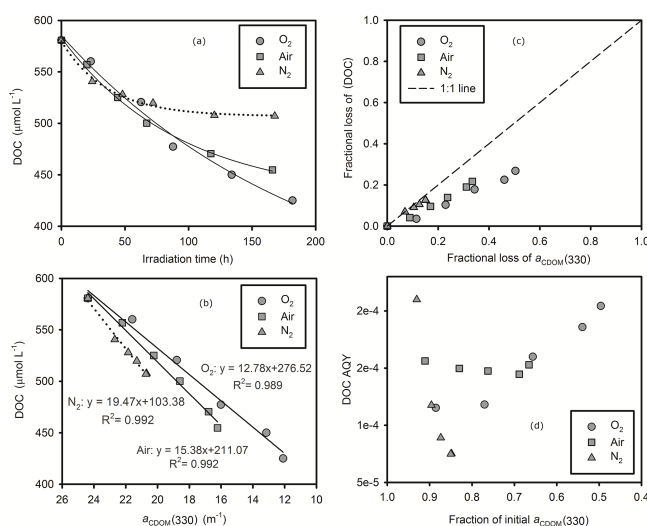 600
550
500
450
400
DOC (µmol L⁻¹)
(a)
O₂
Air
N₂
0
50
100
150
200
Irradiation time (h)
1.0
0.8
0.6
0.4
0.2
0.0
Fractional loss of (DOC)
(c)
O₂
Air
N₂
1:1 line
0.0
0.2
0.4
0.6
0.8
1.0
Fractional loss of aCDOM(330)
600
550
500
450
400
DOC (µmol L⁻¹)
(b)
O₂
Air
N₂
O₂: y = 12.78x+276.52
R²= 0.989
N₂: y = 19.47x+103.38
R²= 0.992
Air: y = 15.38x+211.07
R²= 0.992
26
24
22
20
18
16
14
12
10
aCDOM(330) (m⁻¹)
2e-4
2e-4
1e-4
5e-5
DOC AQY
(d)
O₂
Air
N₂
1.0
0.9
0.8
0.7
0.6
0.5
0.4
Fraction of initial aCDOM(330)